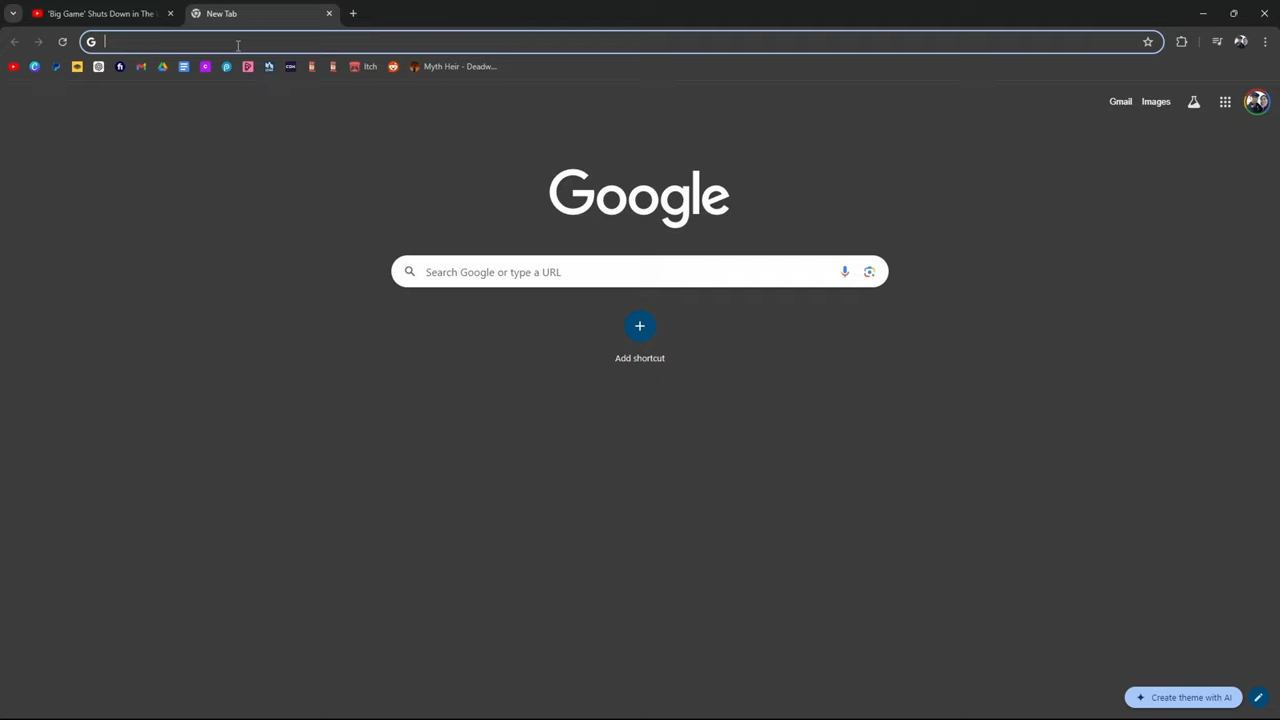 'Big Game' Shuts Down in The
New Tab
Itch
Myth Heir - Deadw...
Gmail
Images
Google
Search Google or type a URL
Add shortcut
Create theme with AI